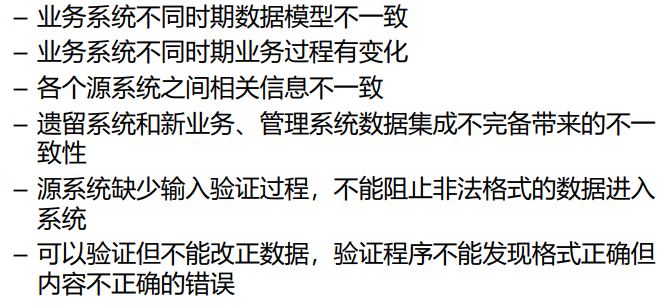 – 业务系统不同时期数据模型不一致
– 业务系统不同时期业务过程有变化
– 各个源系统之间相关信息不一致
– 遗留系统和新业务、管理系统数据集成不完备带来的不一
致性
– 源系统缺少输入验证过程，不能阻止非法格式的数据进入
系统
– 可以验证但不能改正数据，验证程序不能发现格式正确但
内容不正确的错误